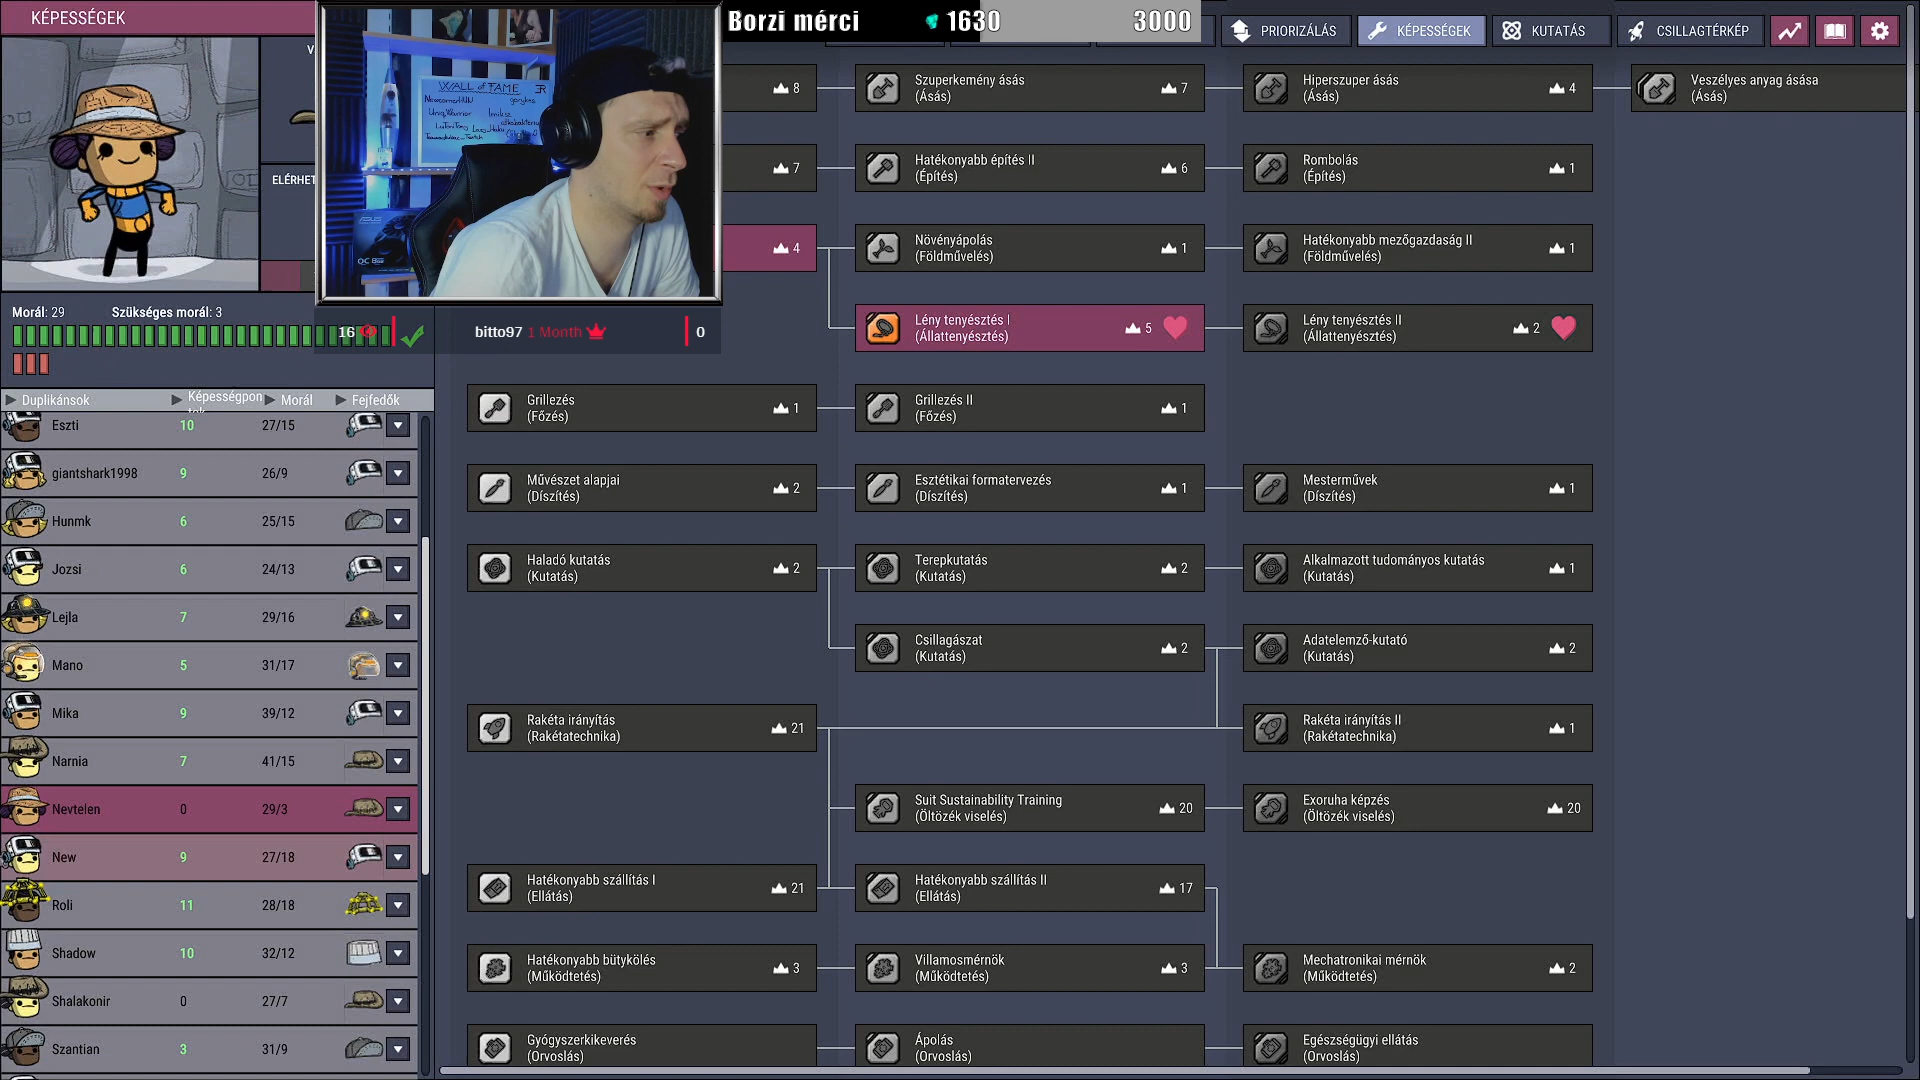 KÉPESSÉGEK
Borzi mérci
1630
3000
PRIORIZÁLÁS
KÉPESSÉGEK
KUTATÁS
CSILLAGTÉRKÉP
V
ELÉRHET
WALL of FAME
Morál: 29
Szükséges morál: 3
16
bitto97 1 Month
0
Duplikánsok
Képességpon
Morál
Fejfedők
Eszti 10 27/15
giantshark1998 9 26/9
Hunmk 6 25/15
Jozsi 6 24/13
Lejla 7 29/16
Mano 5 31/17
Mika 9 39/12
Narnia 7 41/15
Nevtelen 0 29/3
New 9 27/18
Roli 11 28/18
Shadow 10 32/12
Shalakonir 0 27/7
Szantian 3 31/9
8
Szuperkemény ásás 7
(Ásás)
Hiperszuper ásás 4
(Ásás)
Veszélyes anyag ásása
(Ásás)
7
Hatékonyabb építés II 6
(Építés)
Rombolás 1
(Építés)
4
Növényápolás 1
(Földművelés)
Hatékonyabb mezőgazdaság II 1
(Földművelés)
Lény tenyésztés I 5
(Állattenyésztés)
Lény tenyésztés II 2
(Állattenyésztés)
Grillezés 1
(Főzés)
Grillezés II 1
(Főzés)
Művészet alapjai 2
(Díszítés)
Esztétikai formatervezés 1
(Díszítés)
Mesterművek 1
(Díszítés)
Haladó kutatás 2
(Kutatás)
Terepkutatás 2
(Kutatás)
Alkalmazott tudományos kutatás 1
(Kutatás)
Csillagászat 2
(Kutatás)
Adatelemző-kutató 2
(Kutatás)
Rakéta irányítás 21
(Rakétatechnika)
Rakéta irányítás II 1
(Rakétatechnika)
Suit Sustainability Training 20
(Öltözék viselés)
Exoruha képzés 20
(Öltözék viselés)
Hatékonyabb szállítás I 21
(Ellátás)
Hatékonyabb szállítás II 17
(Ellátás)
Hatékonyabb bütykölés 3
(Működtetés)
Villamosmérnök 3
(Működtetés)
Mechatronikai mérnök 2
(Működtetés)
Gyógyszerkikeverés
(Orvoslás)
Ápolás
(Orvoslás)
Egészségügyi ellátás
(Orvoslás)